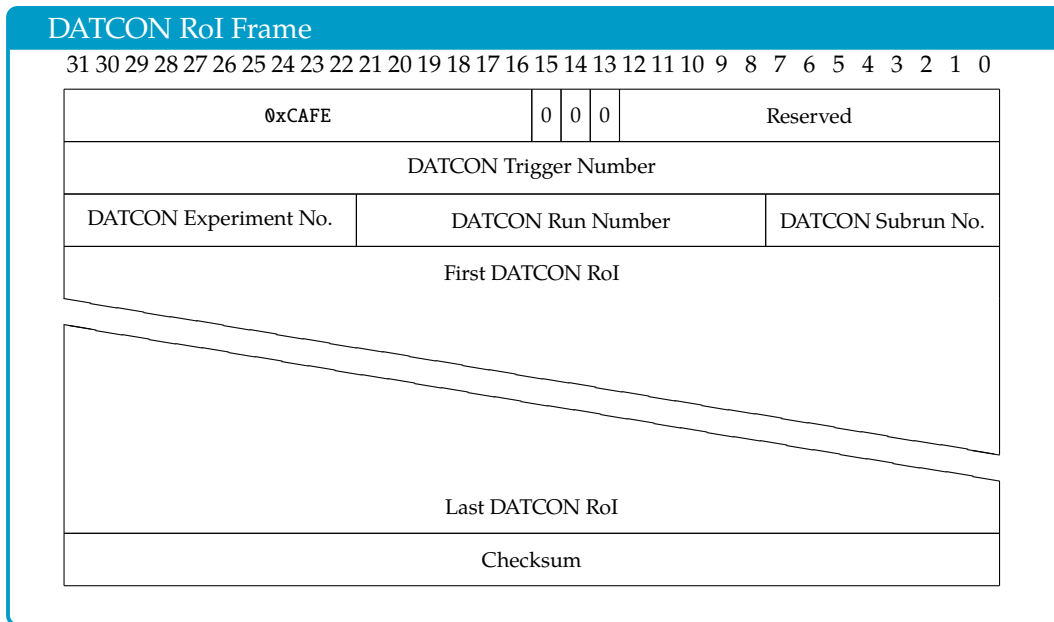 DATCON RoI Frame
31 30 29 28 27 26 25 24 23 22 21 20 19 18 17 16 15 14 13 12 11 10 9 8 7 6 5 4 3 2 1 0
0xCAFE 0 0 0 Reserved
DATCON Trigger Number
DATCON Experiment No. DATCON Run Number DATCON Subrun No.
First DATCON RoI
Last DATCON RoI
Checksum